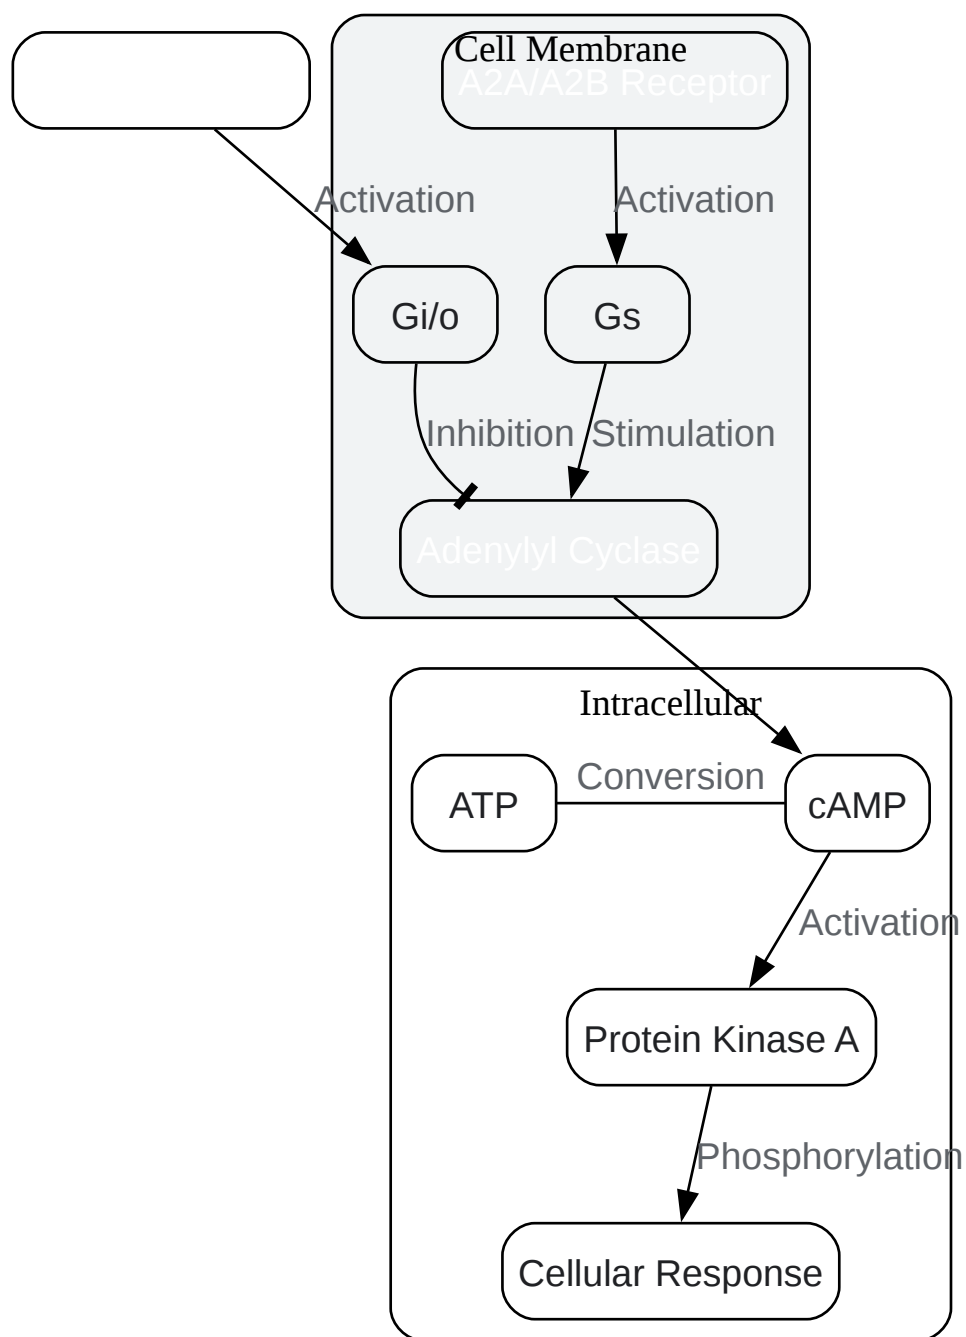 Cell Membrane
A2A/A2B Receptor
Activation
Activation
Gi/o
Gs
Inhibition
Stimulation
Adenylyl Cyclase
Intracellular
ATP
Conversion
cAMP
Activation
Protein Kinase A
Phosphorylation
Cellular Response